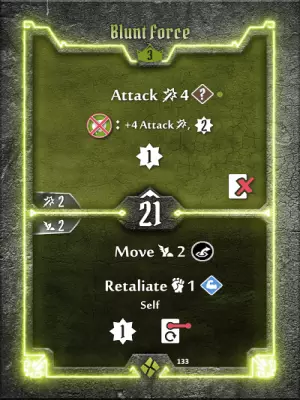 Blunt Force
3
Attack 4 ?
: +4 Attack , 2
1
2
21
2
Move 2
Retaliate 1
Self
1
133